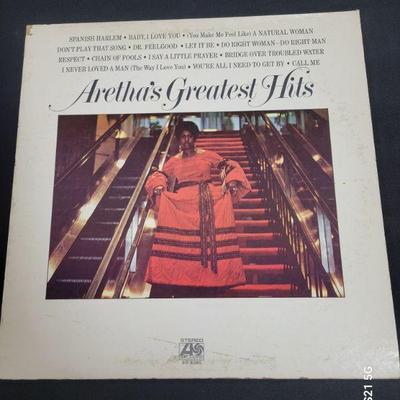 SPANISH HARLEM • BABY, I LOVE YOU • (You Make Me Feel Like) A NATURAL WOMAN
DON'T PLAY THAT SONG • DR. FEELGOOD • LET IT BE • DO RIGHT WOMAN–DO RIGHT MAN
RESPECT • CHAIN OF FOOLS • I SAY A LITTLE PRAYER • BRIDGE OVER TROUBLED WATER
I NEVER LOVED A MAN (The Way I Love You) • YOU'RE ALL I NEED TO GET BY • CALL ME
Aretha's Greatest Hits
STEREO
S21 5G